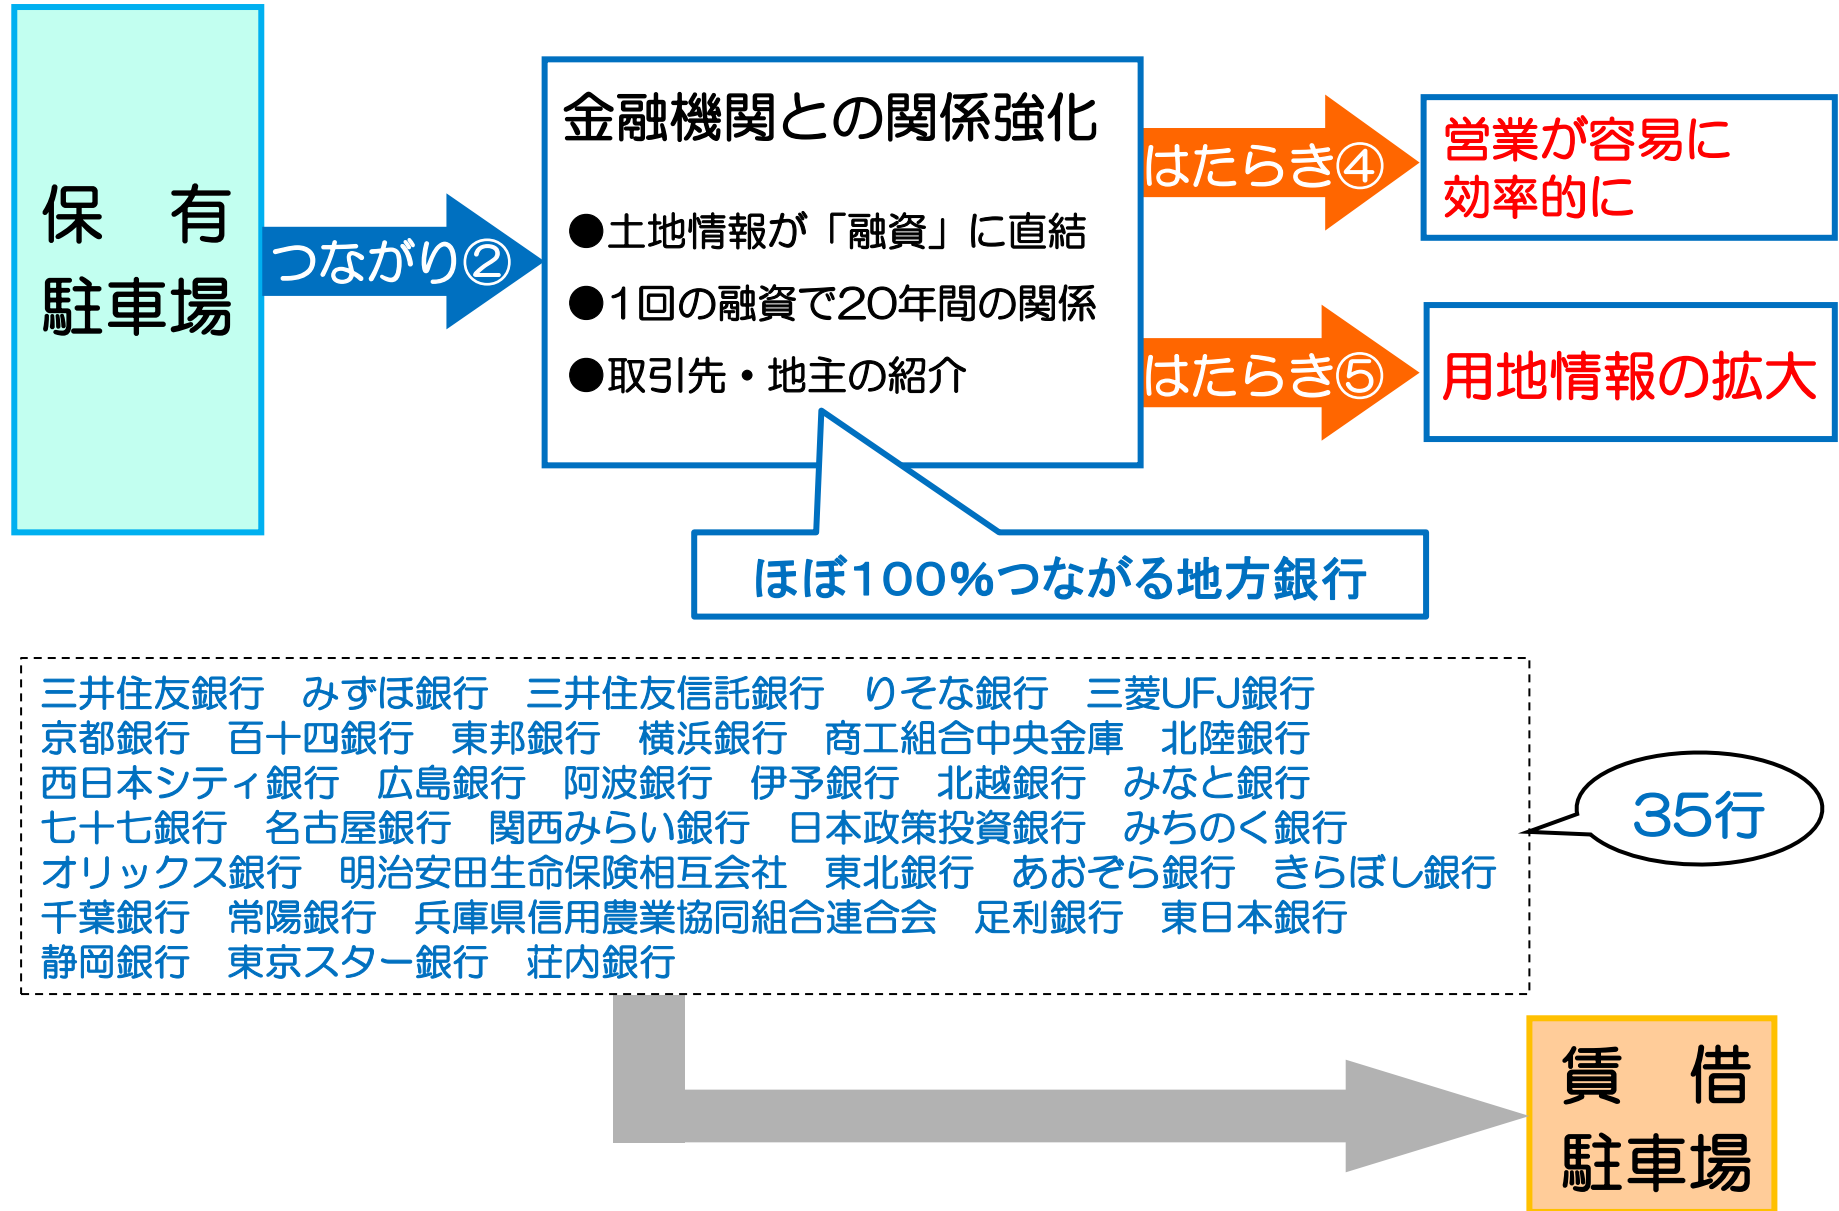 保　有
駐車場
つながり②
金融機関との関係強化
●土地情報が「融資」に直結
●1回の融資で20年間の関係
●取引先・地主の紹介
はたらき④
営業が容易に
効率的に
はたらき⑤
用地情報の拡大
ほぼ100%つながる地方銀行
三井住友銀行　みずほ銀行　三井住友信託銀行　りそな銀行　三菱UFJ銀行
京都銀行　百十四銀行　東邦銀行　横浜銀行　商工組合中央金庫　北陸銀行
西日本シティ銀行　広島銀行　阿波銀行　伊予銀行　北越銀行　みなと銀行
七十七銀行　名古屋銀行　関西みらい銀行　日本政策投資銀行　みちのく銀行
オリックス銀行　明治安田生命保険相互会社　東北銀行　あおぞら銀行　きらぼし銀行
千葉銀行　常陽銀行　兵庫県信用農業協同組合連合会　足利銀行　東日本銀行
静岡銀行　東京スター銀行　荘内銀行
35行
賃　借
駐車場